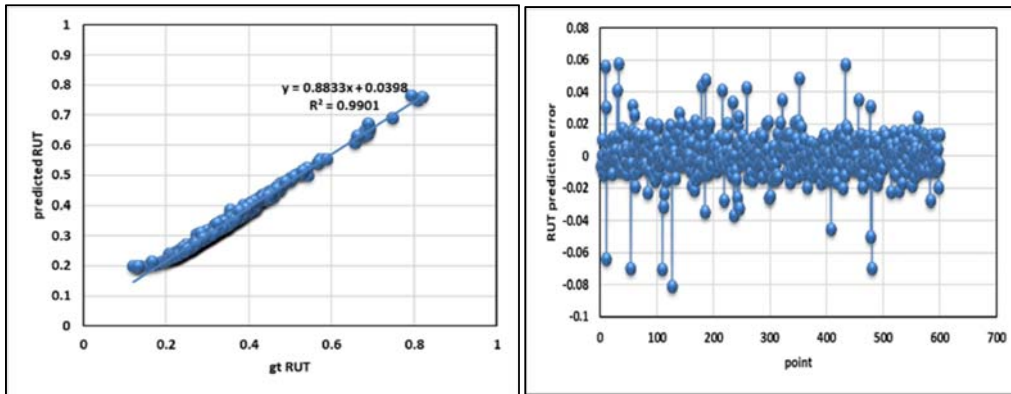 1
0.9
0.8
0.7
0.6
0.5
0.4
0.3
0.2
0.1
0
predicted RUT
y = 0.8833x + 0.0398
R² = 0.9901
0 0.2 0.4 0.6 0.8 1
gt RUT
0.08
0.06
0.04
0.02
0
-0.02
-0.04
-0.06
-0.08
-0.1
RUT prediction error
0 100 200 300 400 500 600 700
point